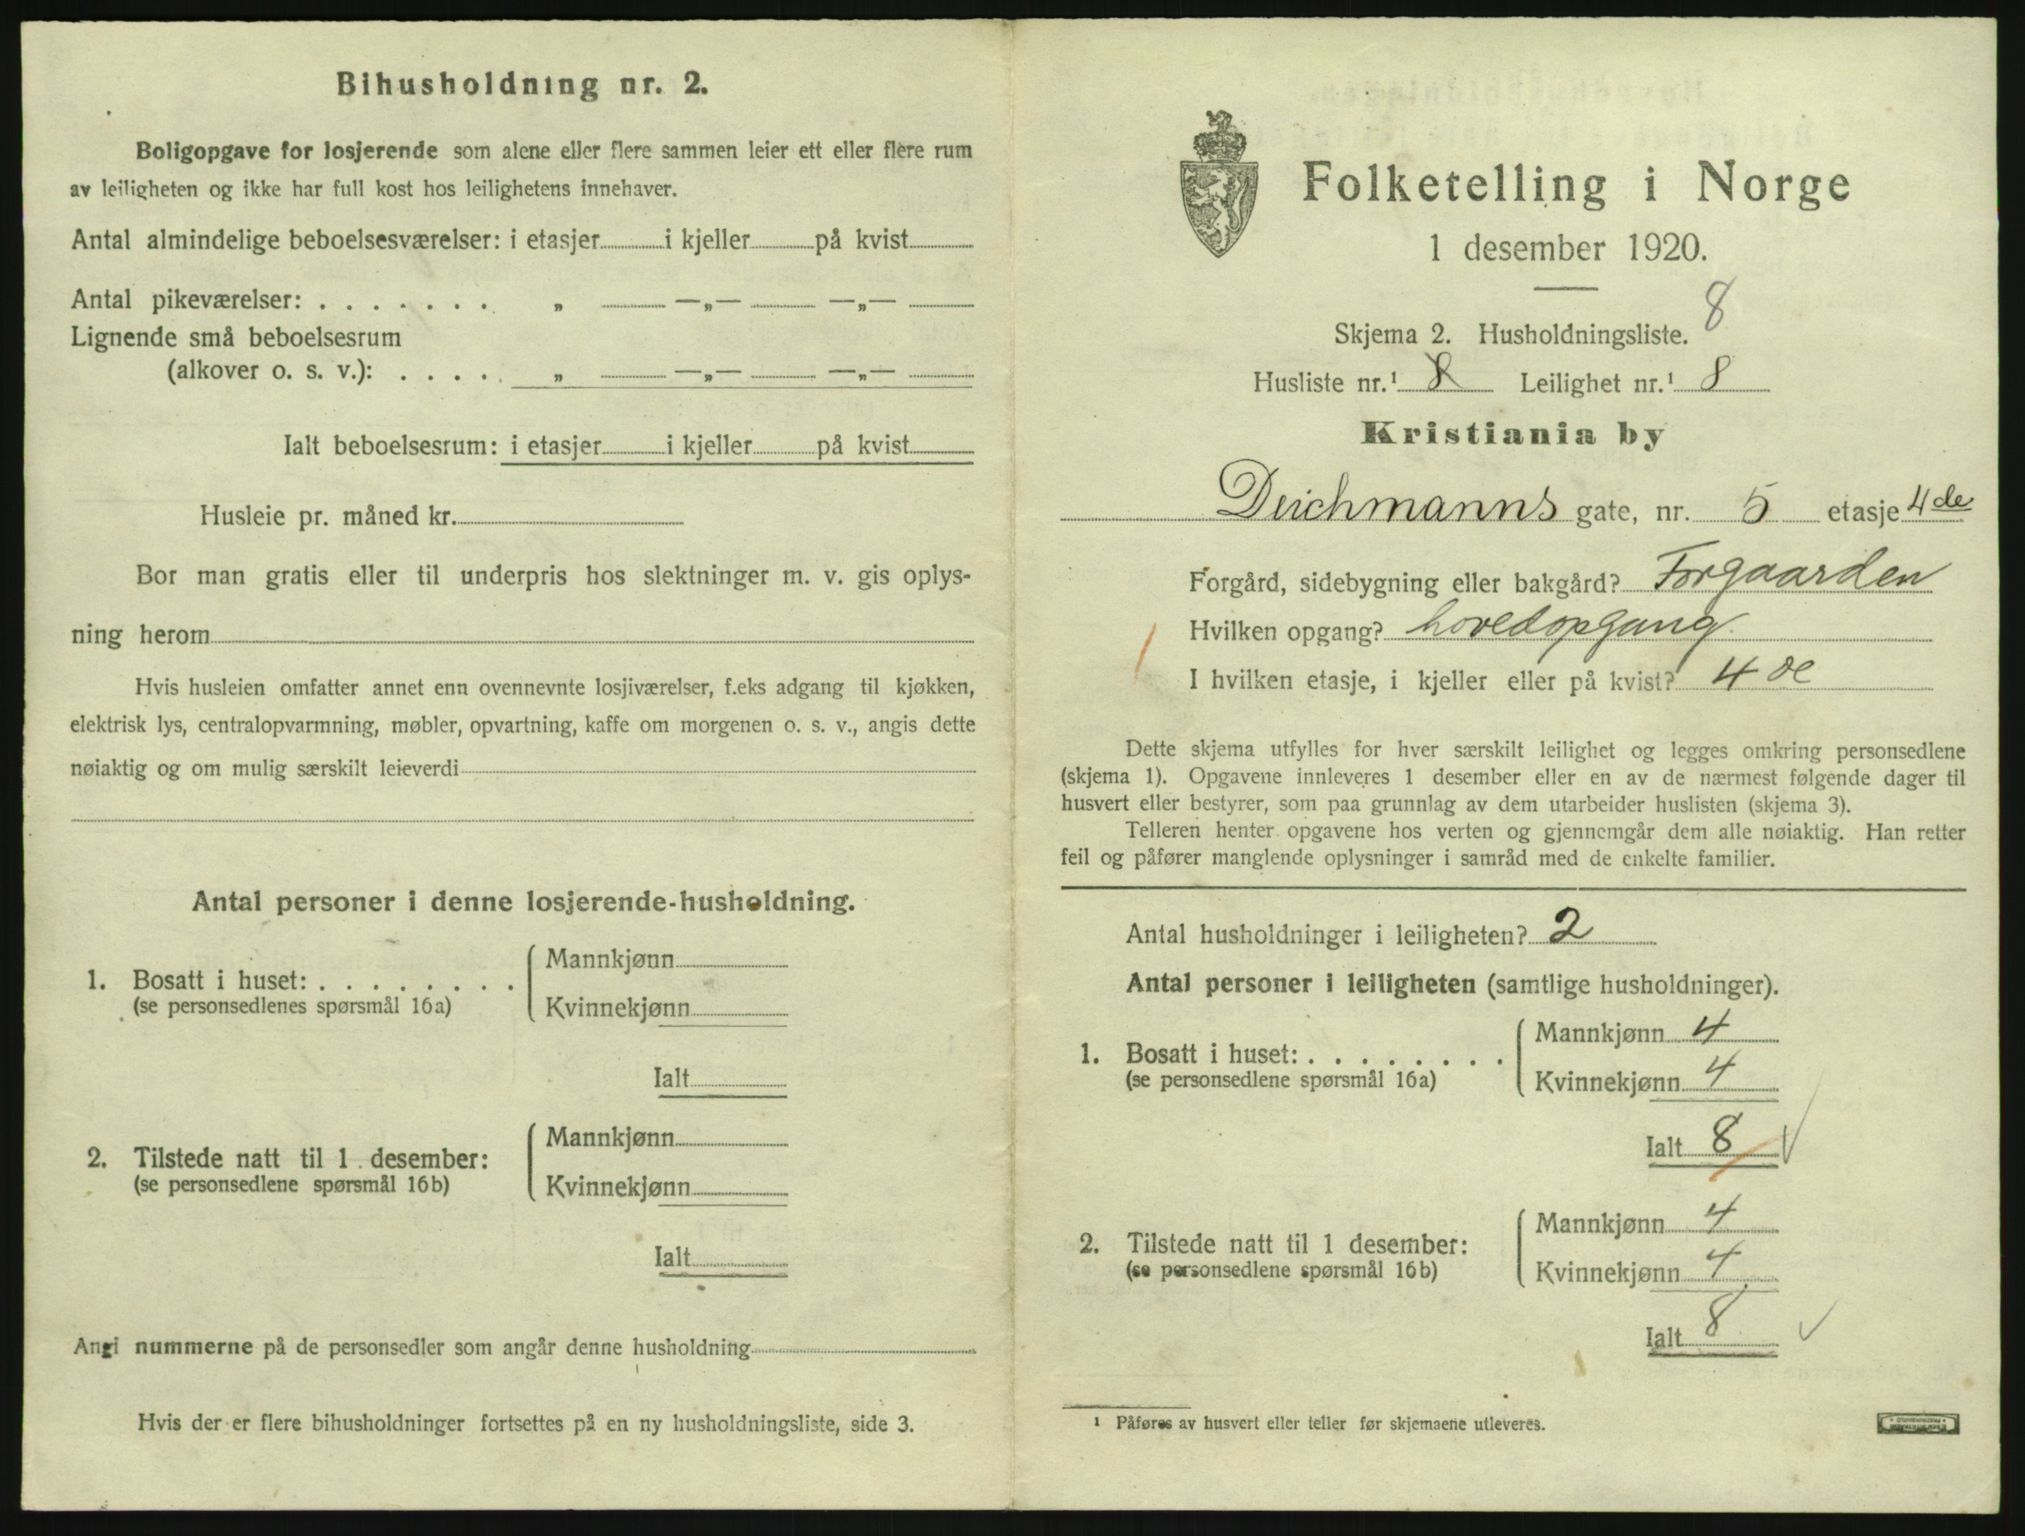 Bihusholdning nr. 2.
Boligopgave for losjerende som alene eller flere sammen leier ett eller flere rum
av leiligheten og ikke har full kost hos leilighetens innehaver.
Antal almindelige beboelsesværelser: i etasjer i kjeller på kvist
Antal pikeværelser: . . . . . . . „ —„— —„—
Lignende små beboelsesrum
(alkover o. s. v.): . . . . . „ —„— —„—
Ialt beboelsesrum: i etasjer i kjeller på kvist
Husleie pr. måned kr.
Bor man gratis eller til underpris hos slektninger m. v. gis oplys-
ning herom
Hvis husleien omfatter annet enn ovennevnte losjiværelser, f.eks adgang til kjøkken,
elektrisk lys, centralopvarmning, møbler, opvartning, kaffe om morgenen o. s. v., angis dette
nøiaktig og om mulig særskilt leieverdi
Antal personer i denne losjerende-husholdning.
1. Bosatt i huset: . . . . . . . .
(se personsedlenes spørsmål 16a)
Mannkjønn
Kvinnekjønn
Ialt
2. Tilstede natt til 1 desember:
(se personsedlene spørsmål 16b)
Mannkjønn
Kvinnekjønn
Ialt
Angi nummerne på de personsedler som angår denne husholdning
Hvis der er flere bihusholdninger fortsettes på en ny husholdningsliste, side 3.
Folketelling i Norge
1 desember 1920.
8
Skjema 2. Husholdningsliste.
Husliste nr.¹ 8 Leilighet nr.¹ 8
Kristiania by
Deichmanns gate, nr. 5 etasje 4de
Forgård, sidebygning eller bakgård? Forgaarden
Hvilken opgang? hovedopgang
I hvilken etasje, i kjeller eller på kvist? 4de
Dette skjema utfylles for hver særskilt leilighet og legges omkring personsedlene
(skjema 1). Opgavene innleveres 1 desember eller en av de nærmest følgende dager til
husvert eller bestyrer, som paa grunnlag av dem utarbeider huslisten (skjema 3).
Telleren henter opgavene hos verten og gjennemgår dem alle nøiaktig. Han retter
feil og påfører manglende oplysninger i samråd med de enkelte familier.
Antal husholdninger i leiligheten? 2
Antal personer i leiligheten (samtlige husholdninger).
1. Bosatt i huset: . . . . . . . .
(se personsedlene spørsmål 16a)
Mannkjønn 4
Kvinnekjønn 4
Ialt 8
2. Tilstede natt til 1 desember:
(se personsedlene spørsmål 16b)
Mannkjønn 4
Kvinnekjønn 4
Ialt 8
¹ Påføres av husvert eller teller før skjemaene utleveres.